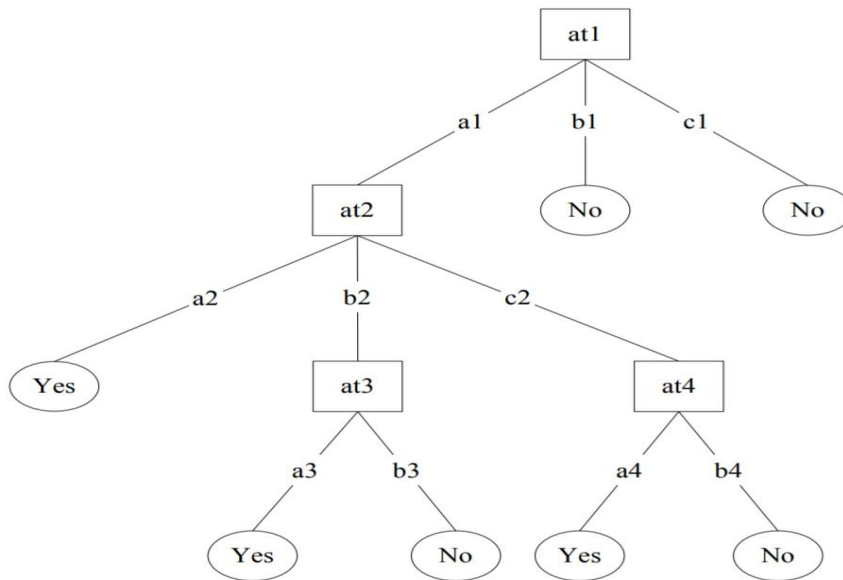 at1
a1 b1 c1
at2 No No
a2 b2 c2
Yes at3 at4
a3 b3 a4 b4
Yes No Yes No